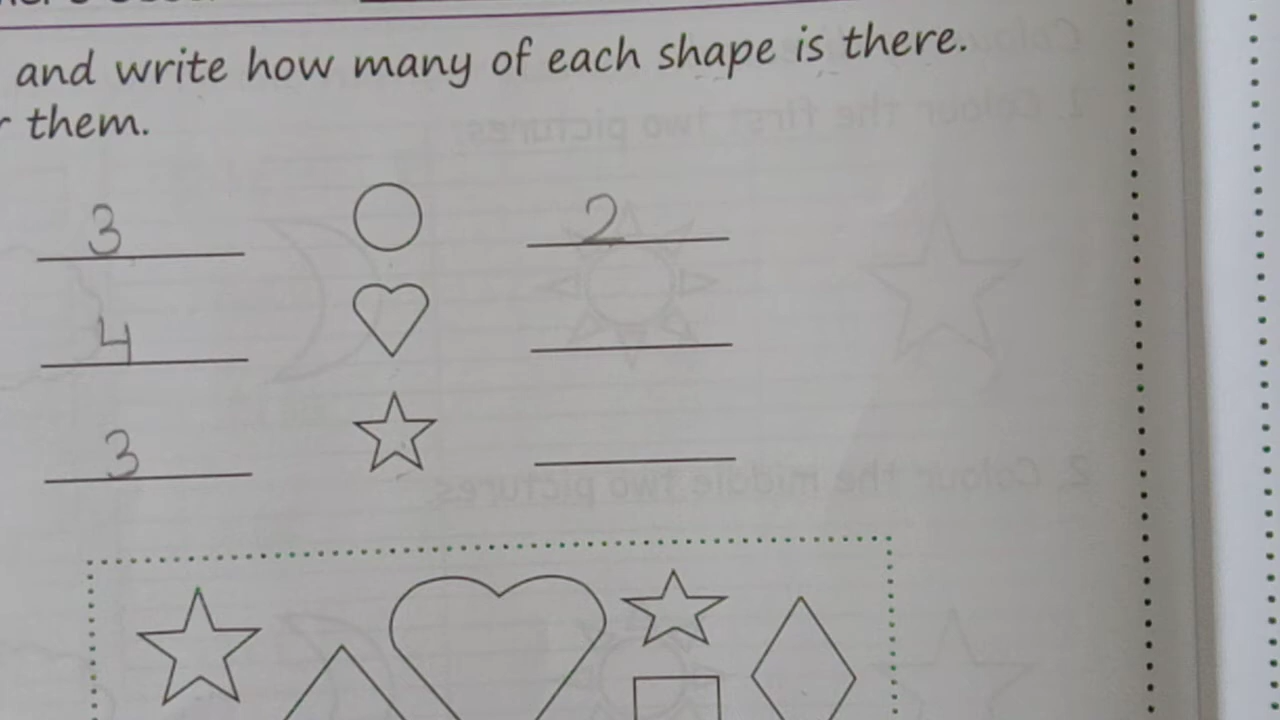 and write how many of each shape is there.
them.
3 2
4
3